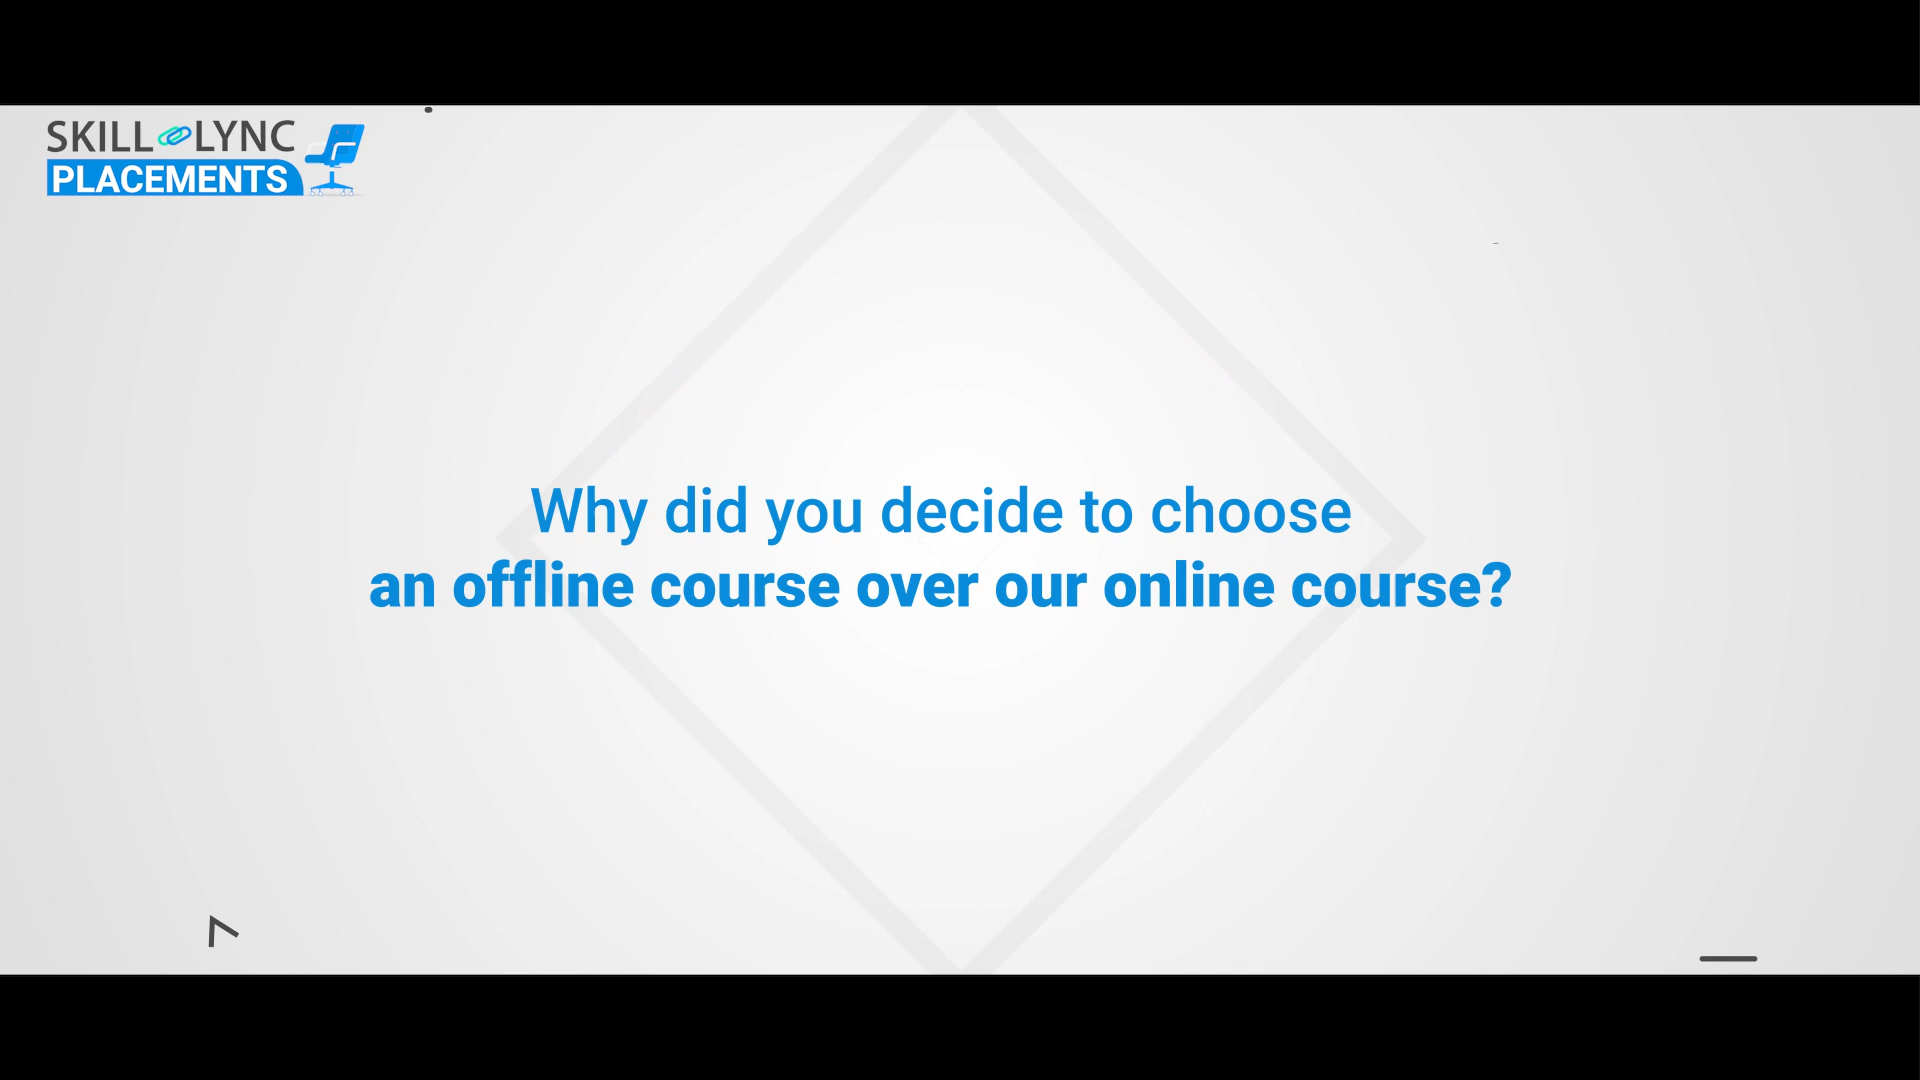 SKILL LYNC
PLACEMENTS
Why did you decide to choose
an offline course over our online course?